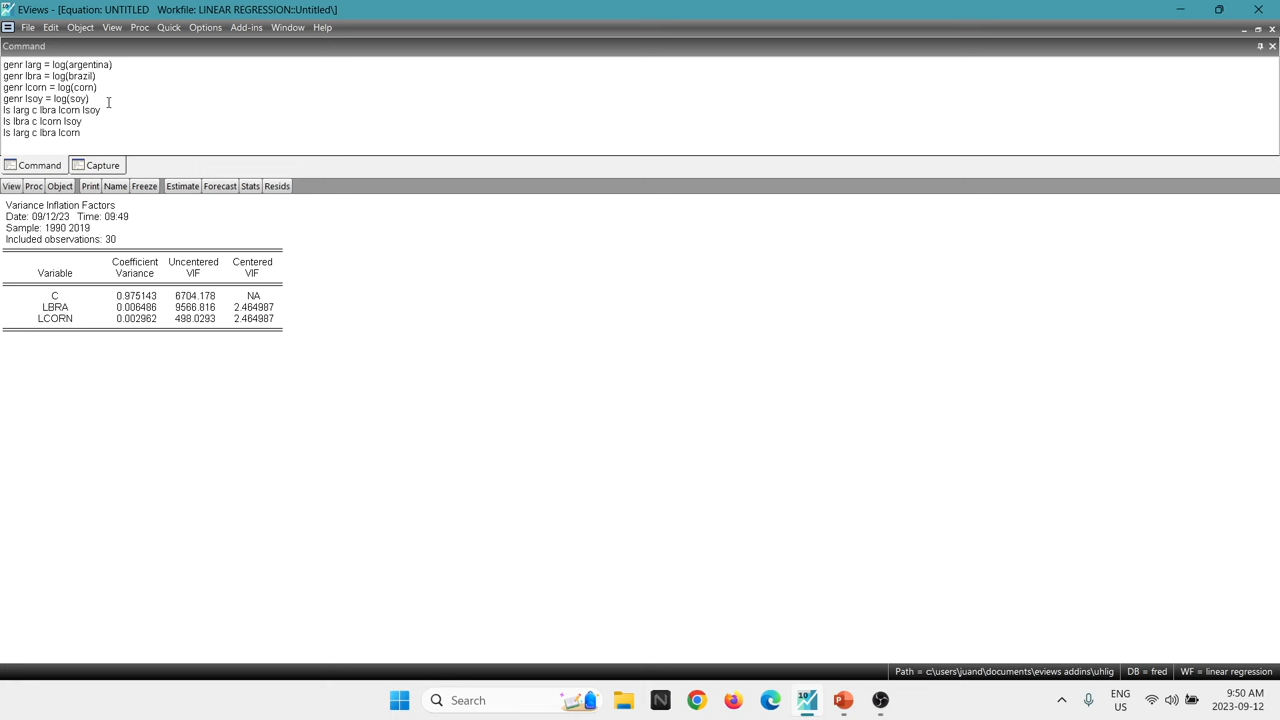 EViews - [Equation: UNTITLED   Workfile: LINEAR REGRESSION::Untitled\]
File Edit Object View Proc Quick Options Add-ins Window Help
Command
genr larg = log(argentina)
genr lbra = log(brazil)
genr lcorn = log(corn)
genr lsoy = log(soy)
ls larg c lbra lcorn lsoy
ls lbra c lcorn lsoy
ls larg c lbra lcorn
Command Capture
View Proc Object Print Name Freeze Estimate Forecast Stats Resids
Variance Inflation Factors
Date: 09/12/23 Time: 09:49
Sample: 1990 2019
Included observations: 30
Coefficient Uncentered Centered
Variable Variance VIF VIF
C 0.975143 6704.178 NA
LBRA 0.006486 9566.816 2.464987
LCORN 0.002962 498.0293 2.464987
Path = c:\users\juand\documents\eviews addins\uhlig DB = fred WF = linear regression
Search
ENG
US
9:50 AM
2023-09-12